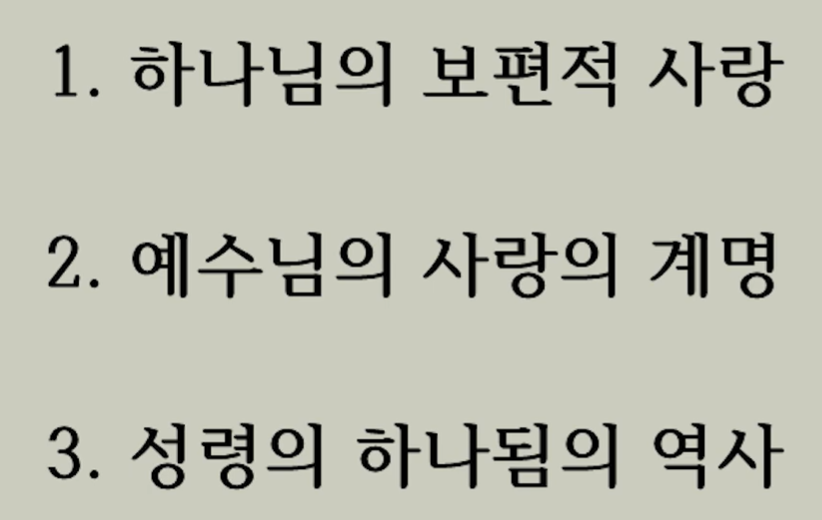 1. 하나님의 보편적 사랑
2. 예수님의 사랑의 계명
3. 성령의 하나됨의 역사